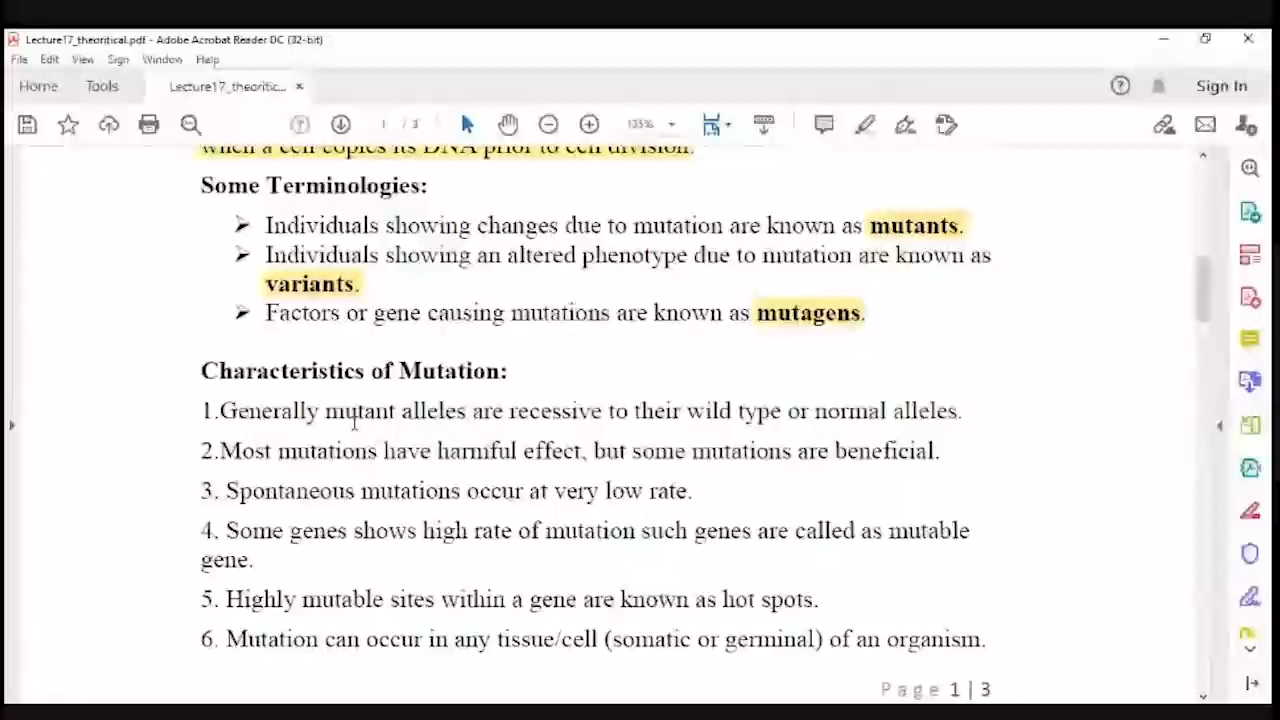 Lecture17_theoritical.pdf - Adobe Acrobat Reader DC (32-bit)
File Edit View Sign Window Help
Home Tools Lecture17_theoritic... × Sign In
1 / 3 135%
when a cell copies its DNA prior to cell division.
Some Terminologies:
➢ Individuals showing changes due to mutation are known as mutants.
➢ Individuals showing an altered phenotype due to mutation are known as
variants.
➢ Factors or gene causing mutations are known as mutagens.
Characteristics of Mutation:
1.Generally mutant alleles are recessive to their wild type or normal alleles.
2.Most mutations have harmful effect, but some mutations are beneficial.
3. Spontaneous mutations occur at very low rate.
4. Some genes shows high rate of mutation such genes are called as mutable
gene.
5. Highly mutable sites within a gene are known as hot spots.
6. Mutation can occur in any tissue/cell (somatic or germinal) of an organism.
Page 1 | 3